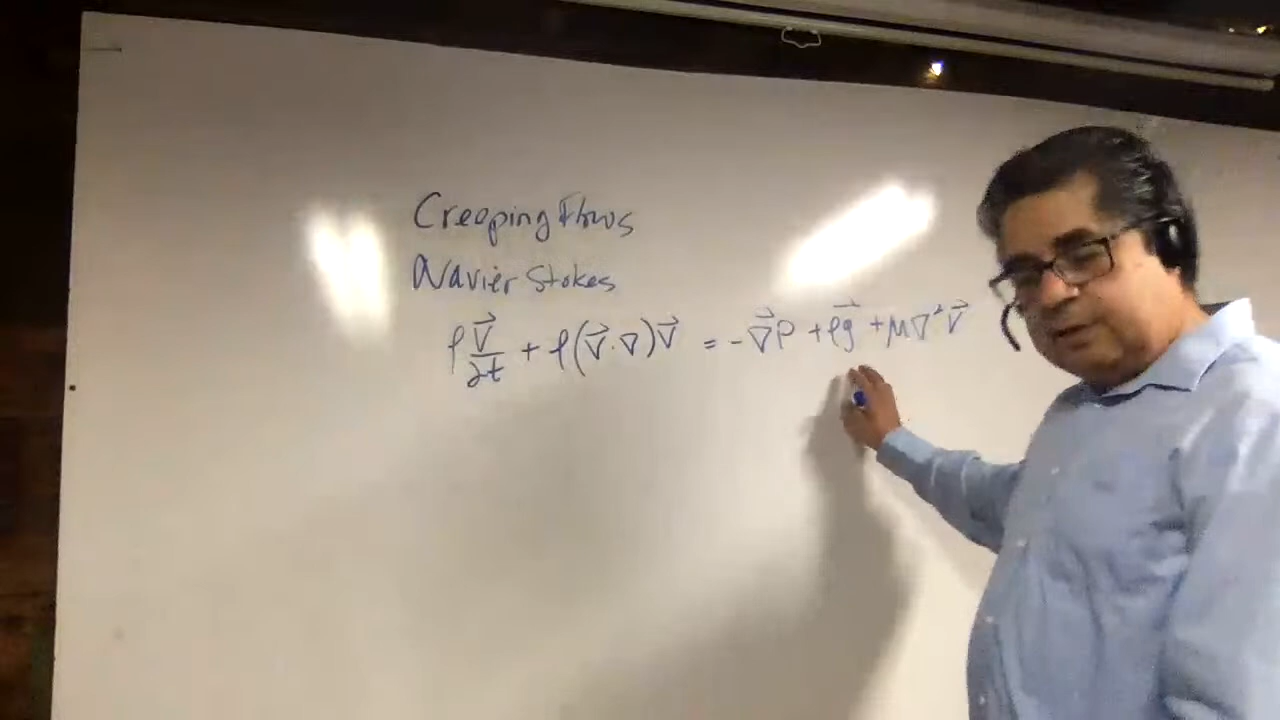 Creeping Flows
Navier Stokes
ρ V⃗/∂t + ρ(V⃗·∇)V⃗ = -∇⃗P + ρg⃗ + μ∇²V⃗